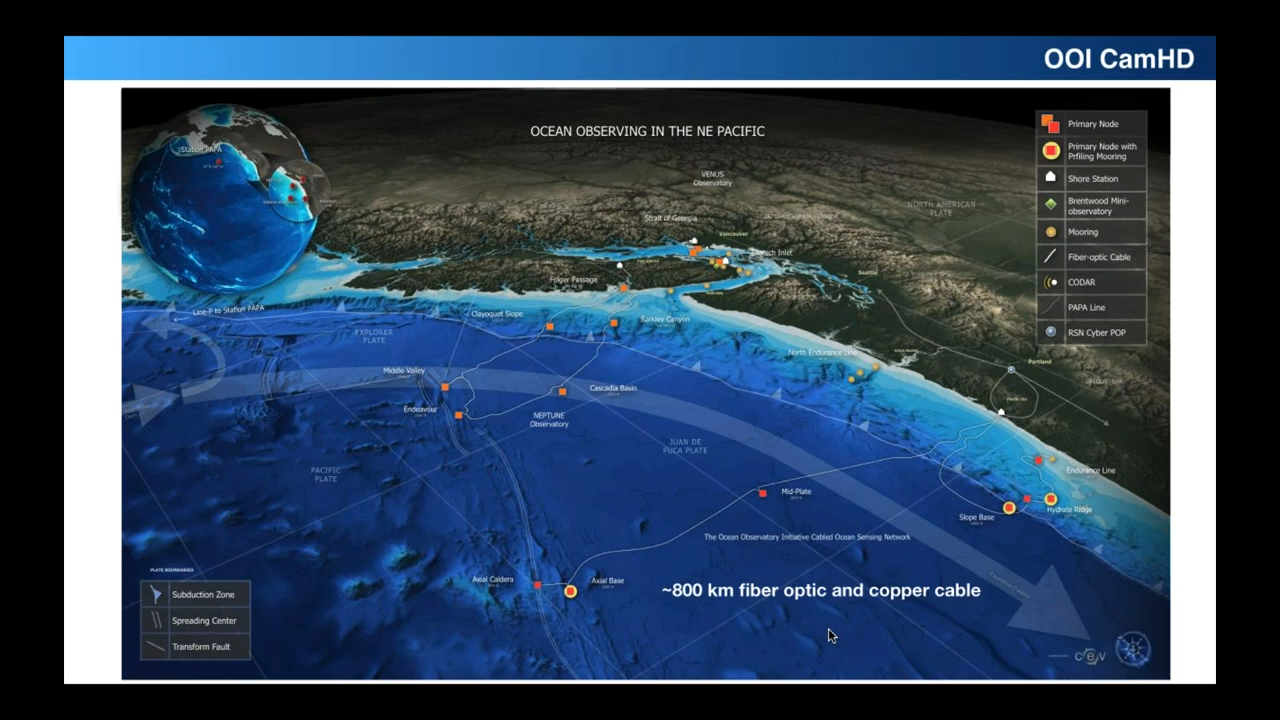 OOI CamHD
OCEAN OBSERVING IN THE NE PACIFIC
Station PAPA
VENUS
Observatory
Strait of Georgia
Vancouver
Saanich Inlet
NORTH AMERICAN
PLATE
Seattle
Folger Passage
Line-P to Station PAPA
Clayoquot Slope
Barkley Canyon
EXPLORER
PLATE
North Endurance Line
Portland
Middle Valley
Cascadia Basin
Endeavour
NEPTUNE
Observatory
JUAN DE
FUCA PLATE
PACIFIC
PLATE
Endurance Line
Mid-Plate
Slope Base
Hydrate Ridge
The Ocean Observatory Initiative Cabled Ocean Sensing Network
Axial Caldera
Axial Base
~800 km fiber optic and copper cable
Primary Node
Primary Node with
Prfiling Mooring
Shore Station
Brentwood Mini-
observatory
Mooring
Fiber-optic Cable
CODAR
PAPA Line
RSN Cyber POP
PLATE BOUNDARIES
Subduction Zone
Spreading Center
Transform Fault
cev